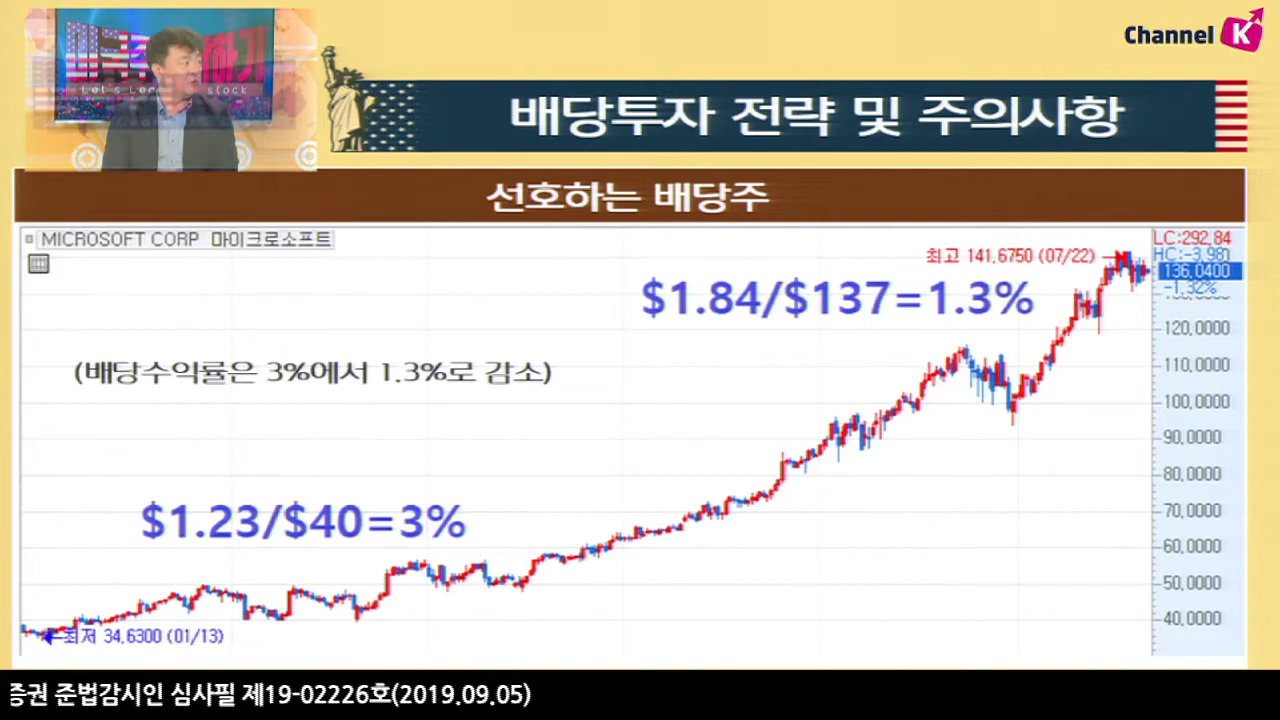 Channel K
Let's Ler stock
배당투자 전략 및 주의사항
선호하는 배당주
MICROSOFT CORP 마이크로소프트
LC:292,84
최고 141,6750 (07/22)
HC:-3,98)
136,0400
-1,32%
$1.84/$137=1.3%
120,0000
(배당수익률은 3%에서 1.3%로 감소)
110,0000
100,0000
90,0000
80,0000
70,0000
$1.23/$40=3%
60,0000
50,0000
40,0000
최저 34,6300 (01/13)
증권 준법감시인 심사필 제19-02226호(2019.09.05)